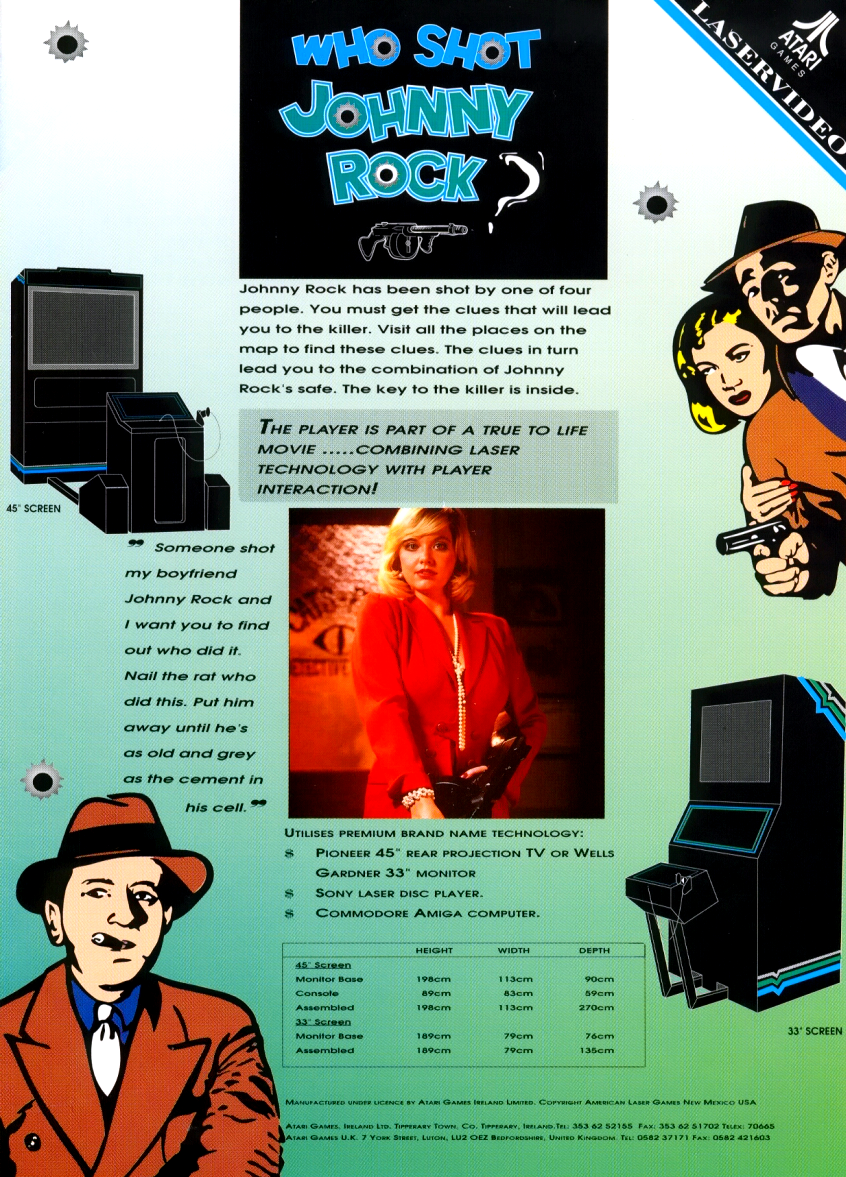 WHO SHOT
JOHNNY
ROCK?
ATARI
GAMES
LASERVIDEO
Johnny Rock has been shot by one of four
people. You must get the clues that will lead
you to the killer. Visit all the places on the
map to find these clues. The clues in turn
lead you to the combination of Johnny
Rock's safe. The key to the killer is inside.
THE PLAYER IS PART OF A TRUE TO LIFE
MOVIE .....COMBINING LASER
TECHNOLOGY WITH PLAYER
INTERACTION!
45" SCREEN
" Someone shot
my boyfriend
Johnny Rock and
I want you to find
out who did it.
Nail the rat who
did this. Put him
away until he's
as old and grey
as the cement in
his cell."
UTILISES PREMIUM BRAND NAME TECHNOLOGY:
$ PIONEER 45" REAR PROJECTION TV OR WELLS
GARDNER 33" MONITOR
$ SONY LASER DISC PLAYER.
$ COMMODORE AMIGA COMPUTER.
HEIGHT WIDTH DEPTH
45" Screen
Monitor Base 198cm 113cm 90cm
Console 89cm 83cm 59cm
Assembled 198cm 113cm 270cm
33" Screen
Monitor Base 189cm 79cm 76cm
Assembled 189cm 79cm 135cm
33" SCREEN
MANUFACTURED UNDER LICENCE BY ATARI GAMES IRELAND LIMITED. COPYRIGHT AMERICAN LASER GAMES NEW MEXICO USA
ATARI GAMES. IRELAND LTD. TIPPERARY TOWN, CO. TIPPERARY, IRELAND.TEL: 353 62 52155 FAX: 353 62 51702 TELEX: 70665
ATARI GAMES U.K. 7 YORK STREET, LUTON, LU2 OEZ BEDFORDSHIRE, UNITED KINGDOM. TEL: 0582 37171 FAX: 0582 421603